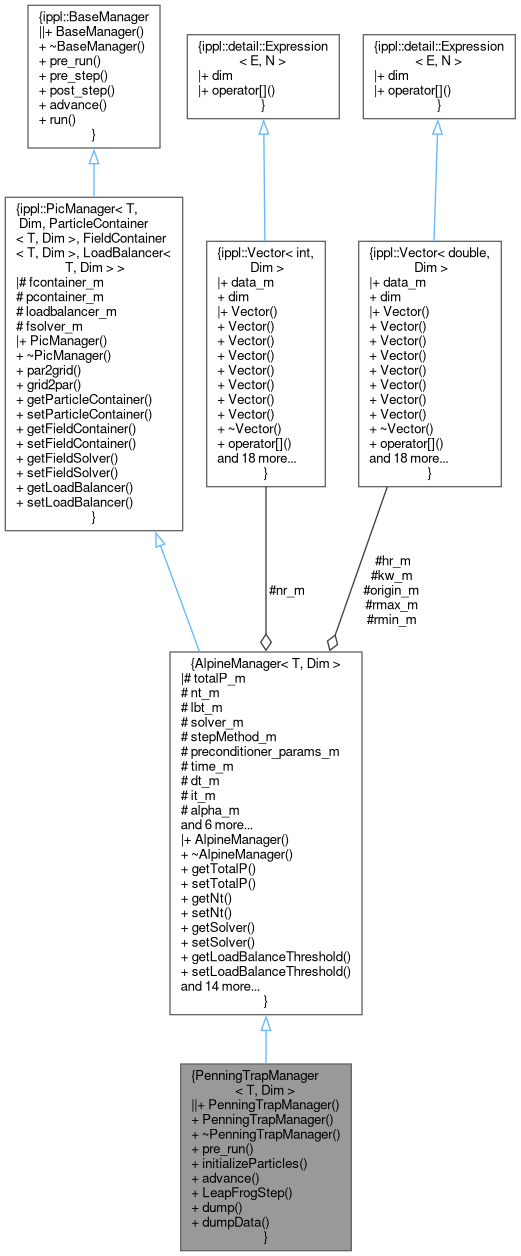 {ippl::BaseManager
||+ BaseManager()
+ ~BaseManager()
+ pre_run()
+ pre_step()
+ post_step()
+ advance()
+ run()
}
{ippl::detail::Expression
< E, N >
|+ dim
|+ operator[]()
}
{ippl::detail::Expression
< E, N >
|+ dim
|+ operator[]()
}
{ippl::PicManager< T,
Dim, ParticleContainer
< T, Dim >, FieldContainer
< T, Dim >, LoadBalancer<
T, Dim > >
|# fcontainer_m
# pcontainer_m
# loadbalancer_m
# fsolver_m
|+ PicManager()
+ ~PicManager()
+ par2grid()
+ grid2par()
+ getParticleContainer()
+ setParticleContainer()
+ getFieldContainer()
+ setFieldContainer()
+ getFieldSolver()
+ setFieldSolver()
+ getLoadBalancer()
+ setLoadBalancer()
}
{ippl::Vector< int,
Dim >
|+ data_m
+ dim
|+ Vector()
+ Vector()
+ Vector()
+ Vector()
+ Vector()
+ Vector()
+ Vector()
+ Vector()
+ ~Vector()
+ operator[]()
and 18 more...
}
{ippl::Vector< double,
Dim >
|+ data_m
+ dim
|+ Vector()
+ Vector()
+ Vector()
+ Vector()
+ Vector()
+ Vector()
+ Vector()
+ Vector()
+ ~Vector()
+ operator[]()
and 18 more...
}
#nr_m
#hr_m
#kw_m
#origin_m
#rmax_m
#rmin_m
{AlpineManager< T, Dim >
|# totalP_m
# nt_m
# lbt_m
# solver_m
# stepMethod_m
# preconditioner_params_m
# time_m
# dt_m
# it_m
# alpha_m
and 6 more...
|+ AlpineManager()
+ ~AlpineManager()
+ getTotalP()
+ setTotalP()
+ getNt()
+ setNt()
+ getSolver()
+ setSolver()
+ getLoadBalanceThreshold()
+ setLoadBalanceThreshold()
and 14 more...
}
{PenningTrapManager
< T, Dim >
||+ PenningTrapManager()
+ PenningTrapManager()
+ ~PenningTrapManager()
+ pre_run()
+ initializeParticles()
+ advance()
+ LeapFrogStep()
+ dump()
+ dumpData()
}